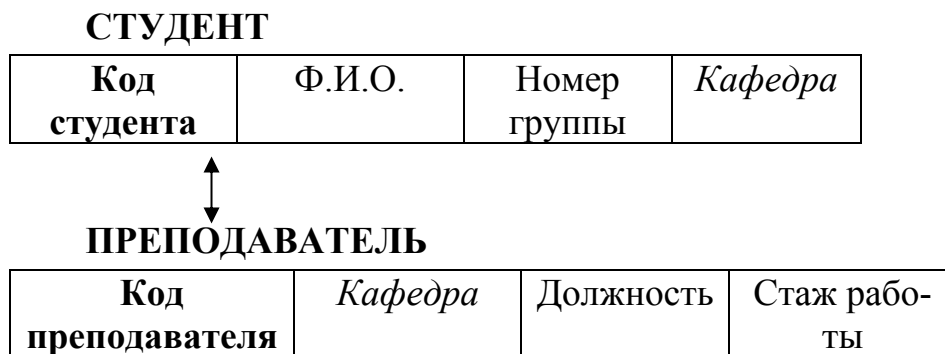 СТУДЕНТ
Код Ф.И.О. Номер Кафедра
студента группы
ПРЕПОДАВАТЕЛЬ
Код Кафедра Должность Стаж рабо-
преподавателя ты